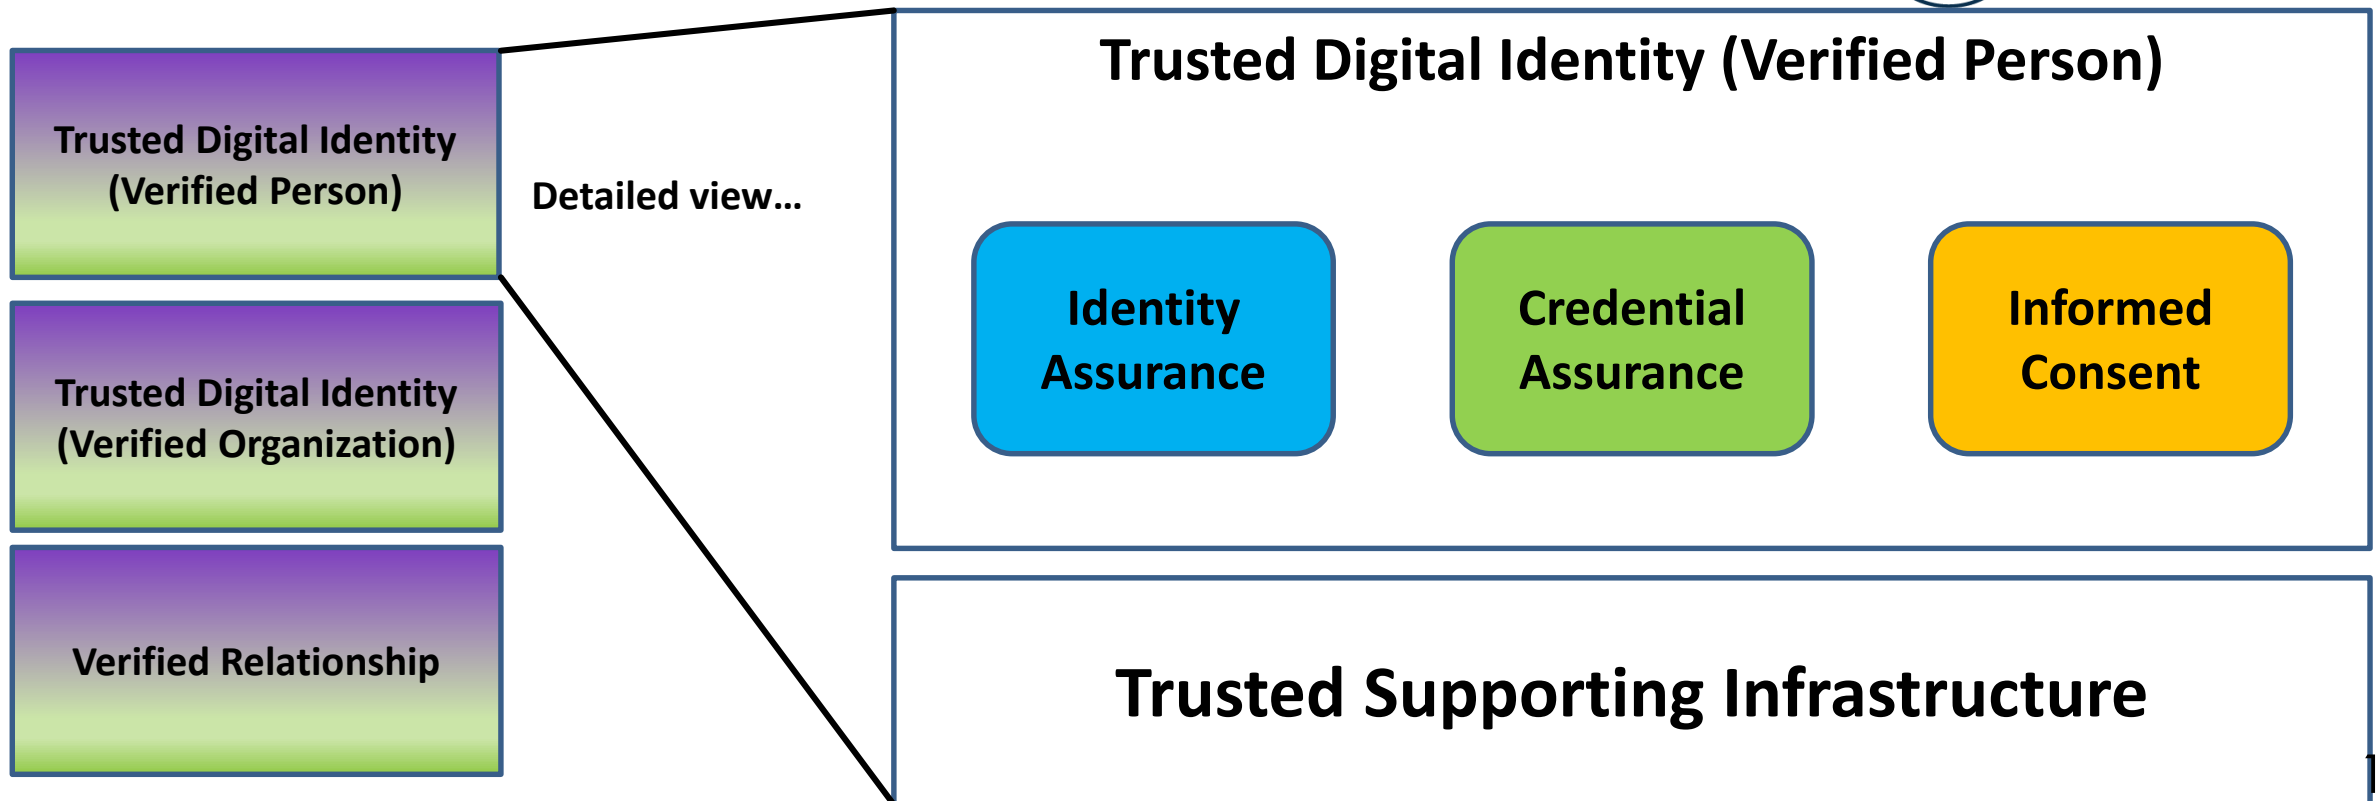 Trusted Digital Identity
(Verified Person)
Trusted Digital Identity
(Verified Organization)
Verified Relationship
Detailed view...
Trusted Digital Identity (Verified Person)
Identity
Assurance
Credential
Assurance
Informed
Consent
Trusted Supporting Infrastructure